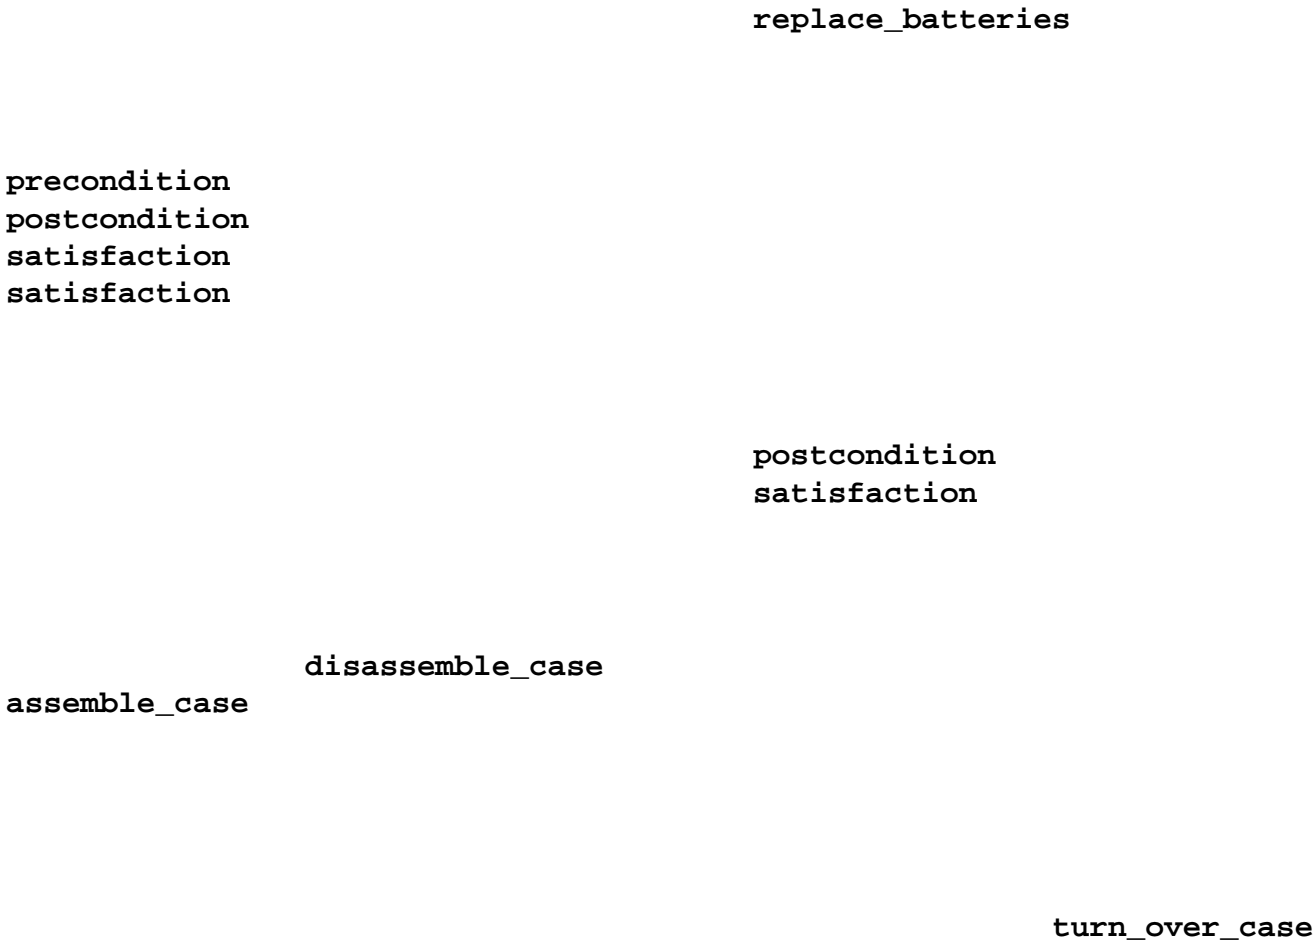 replace_batteries
precondition
postcondition
satisfaction
satisfaction
postcondition
satisfaction
disassemble_case
assemble_case
turn_over_case